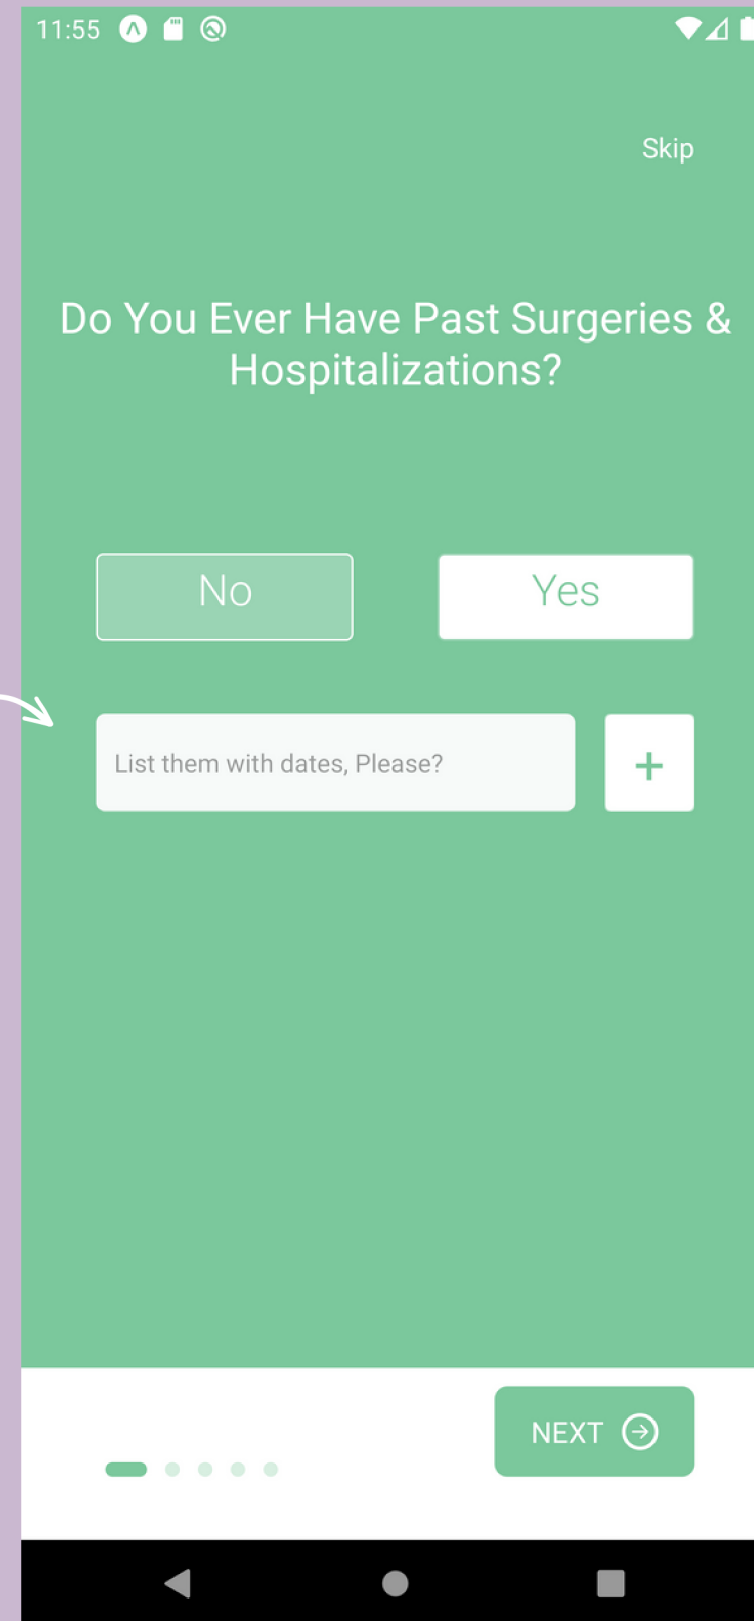 11:55
Skip
Do You Ever Have Past Surgeries &
Hospitalizations?
No Yes
List them with dates, Please? +
NEXT